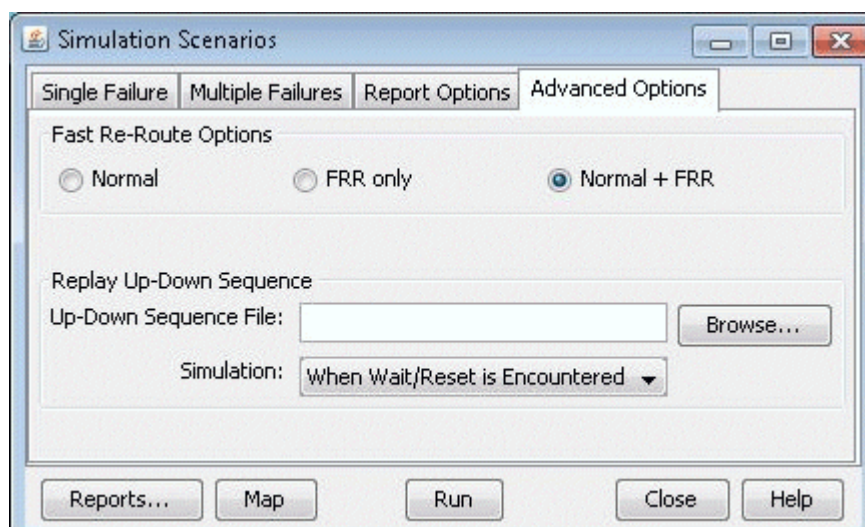 Simulation Scenarios
Single Failure Multiple Failures Report Options Advanced Options
Fast Re-Route Options
Normal FRR only Normal + FRR
Replay Up-Down Sequence
Up-Down Sequence File: Browse...
Simulation: When Wait/Reset is Encountered
Reports... Map Run Close Help